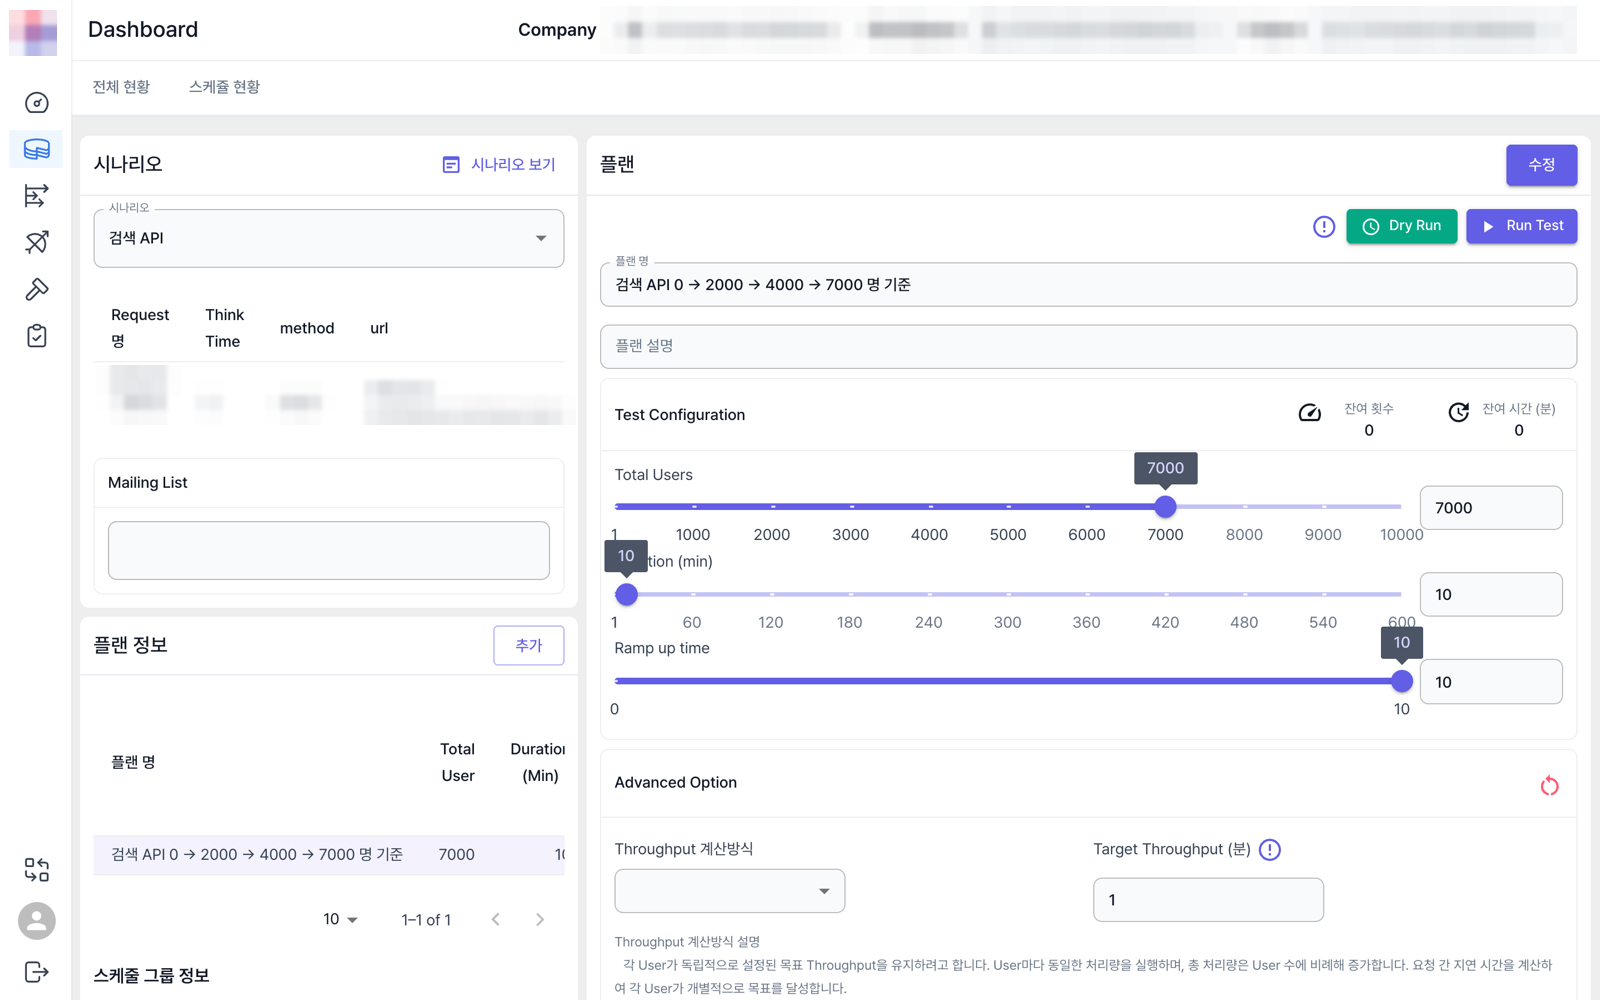 Dashboard
Company
전체 현황
스케쥴 현황
시나리오
시나리오 보기
시나리오
검색 API
Request 명
Think Time
method
url
Mailing List
플랜 정보
추가
플랜 명
Total User
Duration (Min)
검색 API 0 → 2000 → 4000 → 7000 명 기준
7000
10
1–1 of 1
스케줄 그룹 정보
플랜
수정
Dry Run
Run Test
플랜 명
검색 API 0 → 2000 → 4000 → 7000 명 기준
플랜 설명
Test Configuration
잔여 횟수
0
잔여 시간 (분)
0
Total Users
7000
1 1000 2000 3000 4000 5000 6000 7000 8000 9000 10000
7000
tion (min)
10
1 60 120 180 240 300 360 420 480 540 600
10
Ramp up time
10
0 10
10
Advanced Option
Throughput 계산방식
Target Throughput (분)
1
Throughput 계산방식 설명
각 User가 독립적으로 설정된 목표 Throughput을 유지하려고 합니다. User마다 동일한 처리량을 실행하며, 총 처리량은 User 수에 비례해 증가합니다. 요청 간 지연 시간을 계산하
여 각 User가 개별적으로 목표를 달성합니다.